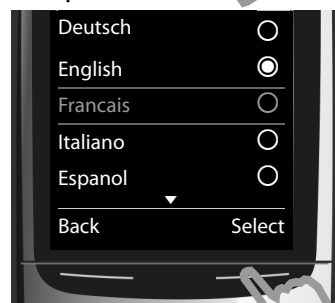 Deutsch
English
Francais
Italiano
Espanol
Back Select